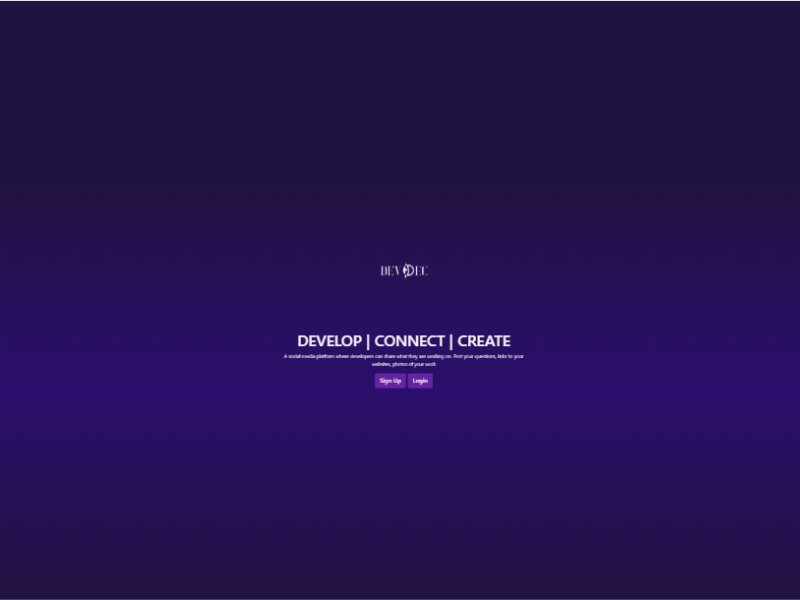 DEVDEC
DEVELOP | CONNECT | CREATE
A social media platform where developers can share what they are working on. Post your questions, links to your
websites, photos of your work
Sign Up Login